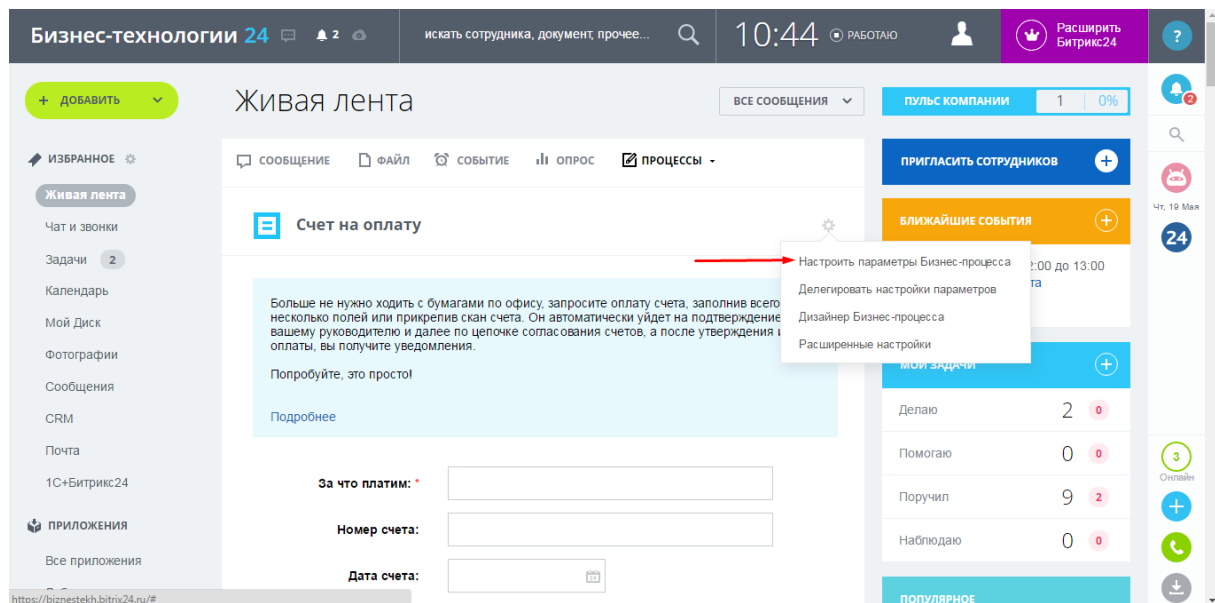 Бизнес-технологии 24
2
искать сотрудника, документ, прочее...
10:44
РАБОТАЮ
Расширить
Битрикс24
?
+ ДОБАВИТЬ
Живая лента
ВСЕ СООБЩЕНИЯ
ПУЛЬС КОМПАНИИ 1 0%
2
ИЗБРАННОЕ
СООБЩЕНИЕ ФАЙЛ СОБЫТИЕ ОПРОС ПРОЦЕССЫ
ПРИГЛАСИТЬ СОТРУДНИКОВ
Живая лента
Чат и звонки
Задачи 2
Календарь
Мой Диск
Фотографии
Сообщения
CRM
Почта
1С+Битрикс24
ПРИЛОЖЕНИЯ
Все приложения
https://biznestekh.bitrix24.ru/#
Счет на оплату
Настроить параметры Бизнес-процесса
Делегировать настройки параметров
Дизайнер Бизнес-процесса
Расширенные настройки
Больше не нужно ходить с бумагами по офису, запросите оплату счета, заполнив всего
несколько полей или прикрепив скан счета. Он автоматически уйдет на подтверждение
вашему руководителю и далее по цепочке согласования счетов, а после утверждения и
оплаты, вы получите уведомления.
Попробуйте, это просто!
Подробнее
За что платим: *
Номер счета:
Дата счета:
24
БЛИЖАЙШИЕ СОБЫТИЯ
2:00 до 13:00
та
МОИ ЗАДАЧИ
Делаю 2 0
Помогаю 0 0
Поручил 9 2
Наблюдаю 0 0
ПОПУЛЯРНОЕ
Чт, 19 Мая
24
3
Онлайн